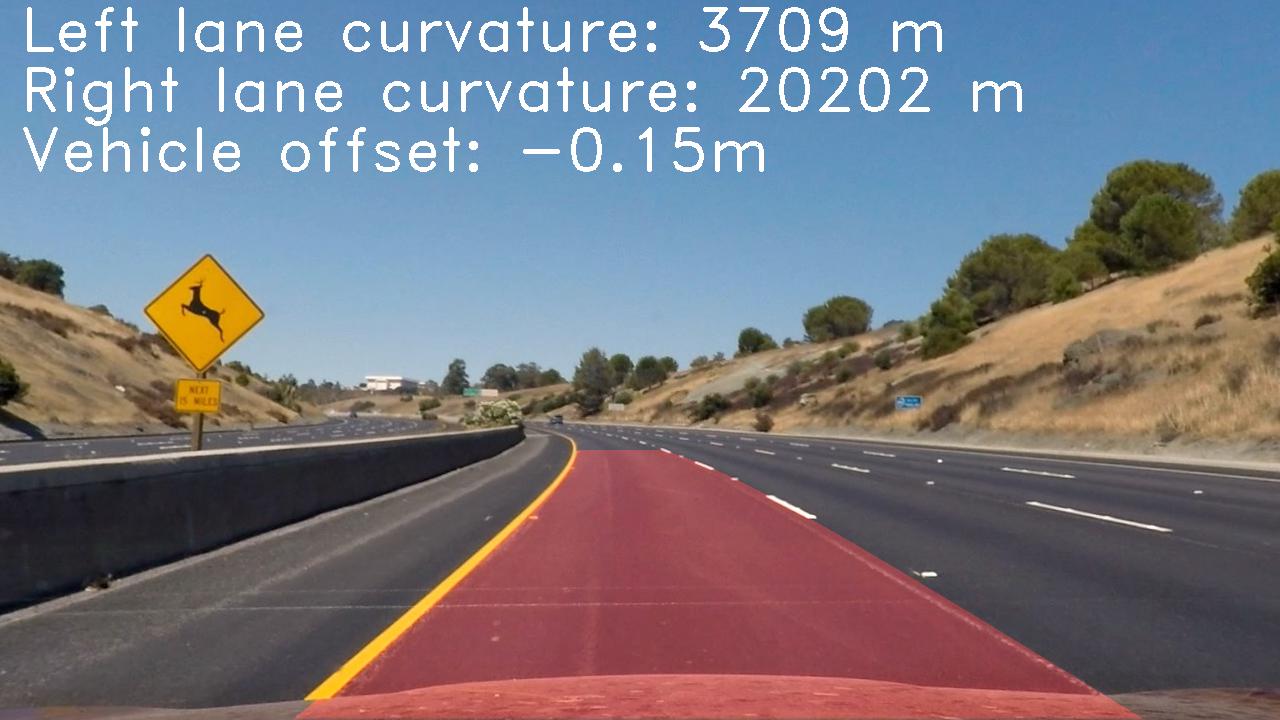 Left lane curvature: 3709 m
Right lane curvature: 20202 m
Vehicle offset: -0.15m
NEXT
15 MILES